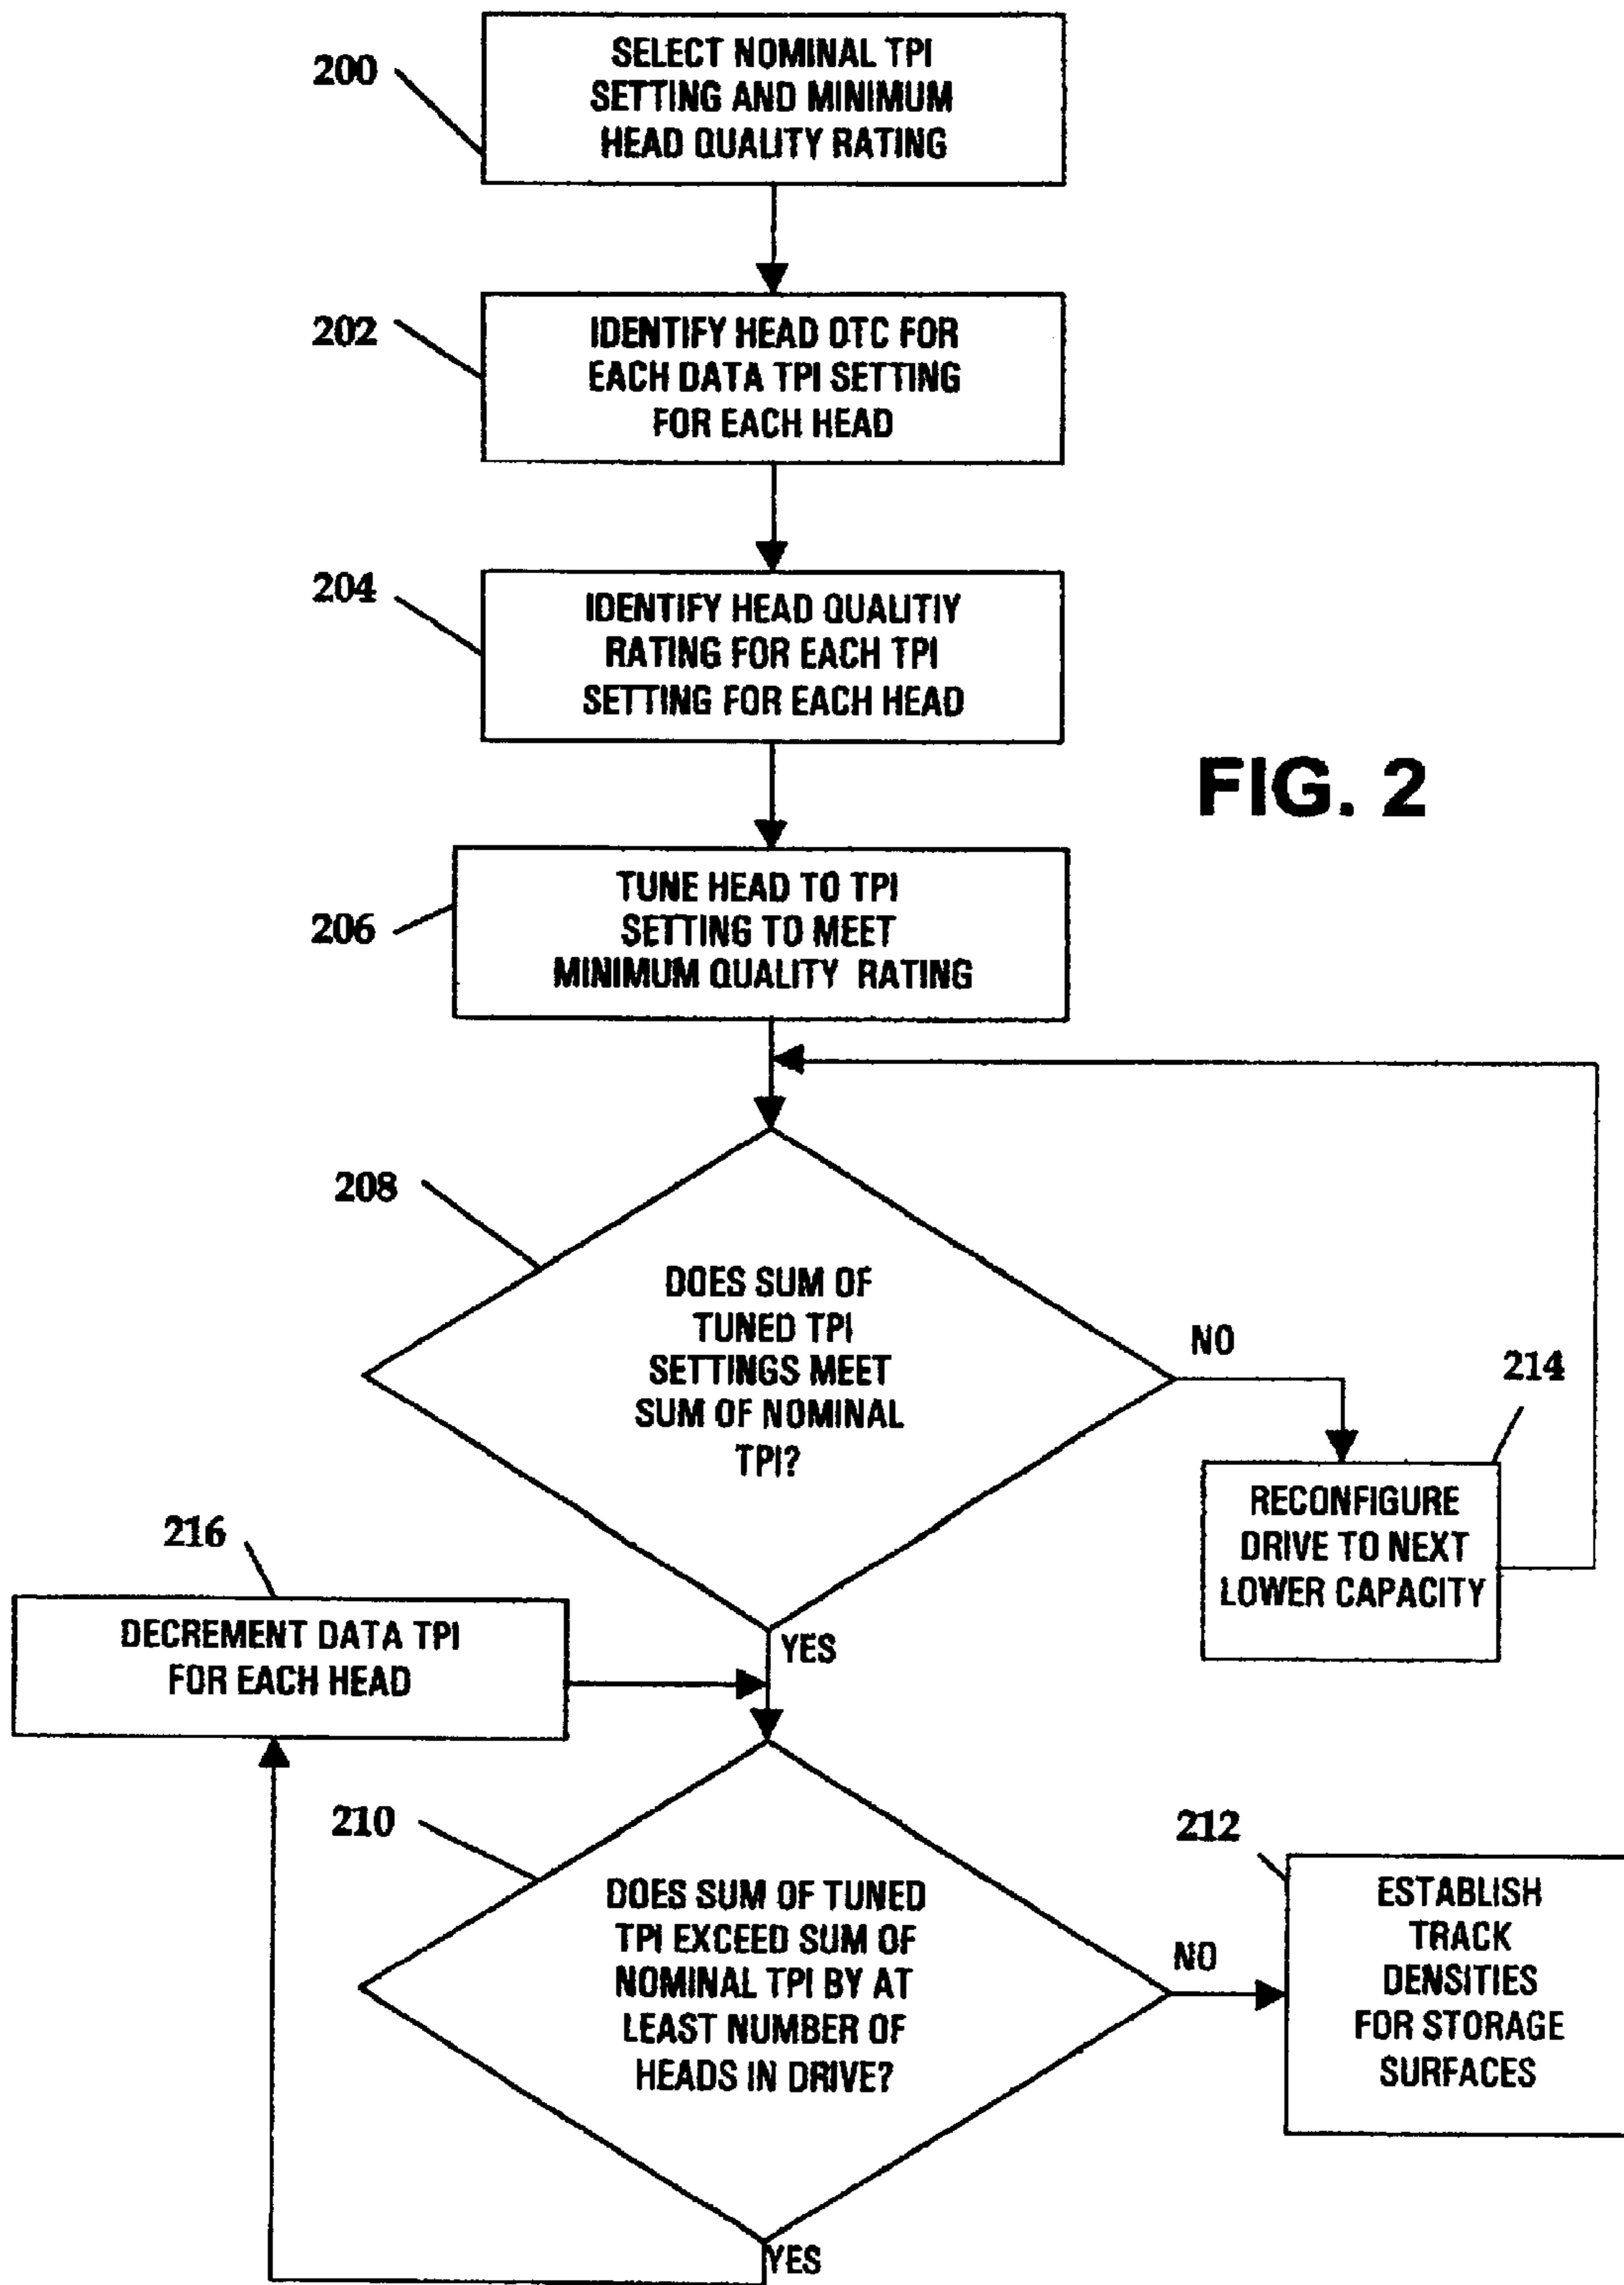 200
SELECT NOMINAL TPI
SETTING AND MINIMUM
HEAD QUALITY RATING
202
IDENTIFY HEAD OTC FOR
EACH DATA TPI SETTING
FOR EACH HEAD
204
IDENTIFY HEAD QUALITIY
RATING FOR EACH TPI
SETTING FOR EACH HEAD
FIG. 2
206
TUNE HEAD TO TPI
SETTING TO MEET
MINIMUM QUALITY RATING
208
DOES SUM OF
TUNED TPI
SETTINGS MEET
SUM OF NOMINAL
TPI?
NO
214
RECONFIGURE
DRIVE TO NEXT
LOWER CAPACITY
YES
216
DECREMENT DATA TPI
FOR EACH HEAD
210
DOES SUM OF TUNED
TPI EXCEED SUM OF
NOMINAL TPI BY AT
LEAST NUMBER OF
HEADS IN DRIVE?
NO
212
ESTABLISH
TRACK
DENSITIES
FOR STORAGE
SURFACES
YES